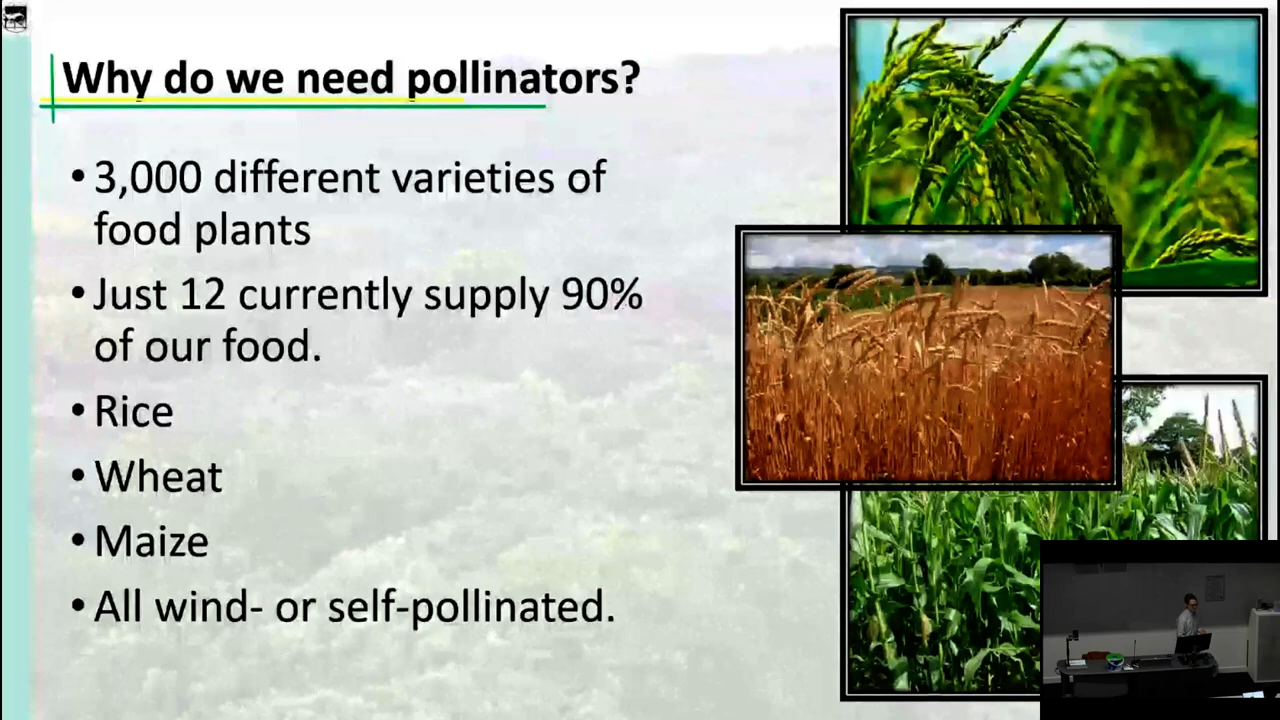 Why do we need pollinators?
• 3,000 different varieties of
food plants
• Just 12 currently supply 90%
of our food.
• Rice
• Wheat
• Maize
• All wind- or self-pollinated.